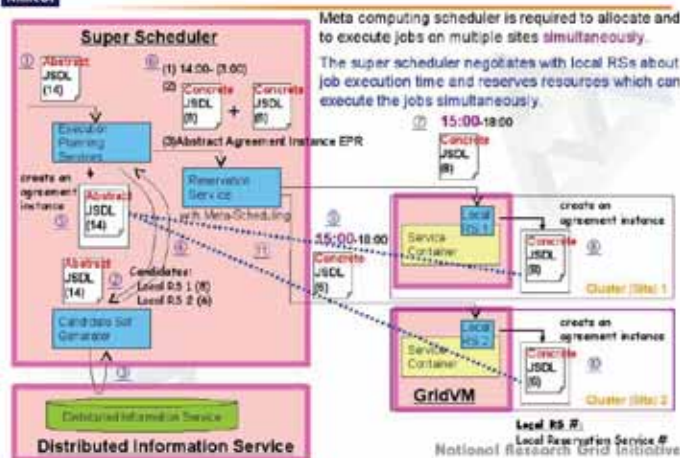 Meta computing scheduler is required to allocate and
to execute jobs on multiple sites simultaneously.
The super scheduler negotiates with local RSs about
job execution time and reserves resources which can
execute the jobs simultaneously.
Super Scheduler
①
Abstract
JSDL
(14)
⑥
(1) 14:00- (3:00)
(2)
Concrete
JSDL
(8)
+
Concrete
JSDL
(6)
(3)Abstract Agreement Instance EPR
Execution
Planning
Services
Reservation
Service
with Meta-Scheduling
create an
agreement
instance
⑤
Abstract
JSDL
(14)
④
⑪
Abstract
JSDL
(14)
②
Candidates:
Local RS 1 (8)
Local RS 2 (6)
Candidate Set
Generator
③
Distributed Information Service
Distributed Information Service
⑦
15:00-18:00
Concrete
JSDL
(8)
⑨
15:00-18:00
Concrete
JSDL
(6)
Local
RS 1
Service
Container
create an
agreement instance
Concrete
JSDL
(8)
⑧
Cluster (Site) 1
Local
RS 2
Service
Container
GridVM
create an
agreement instance
Concrete
JSDL
(6)
⑩
Cluster (Site) 2
Local RS #:
Local Reservation Service #
National Research Grid Initiative